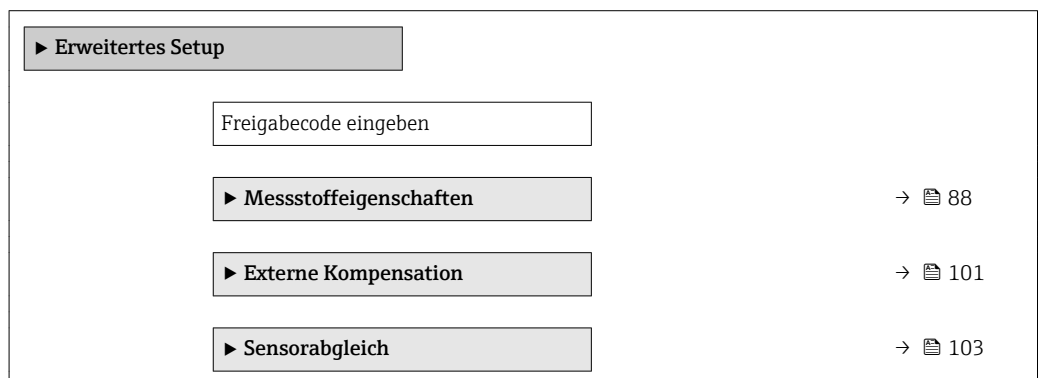 ▶ Erweitertes Setup
Freigabecode eingeben
▶ Messstoffeigenschaften → 88
▶ Externe Kompensation → 101
▶ Sensorabgleich → 103